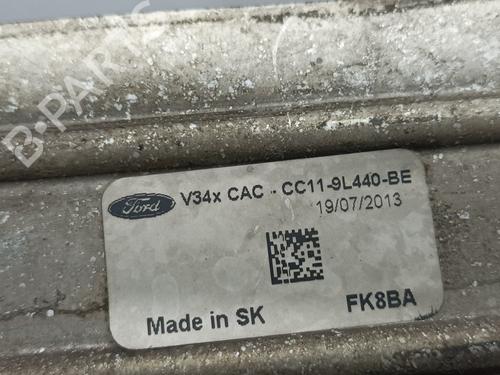 B-PARTS
Ford V34x CAC - CC11-9L440-BE
19/07/2013
Made in SK FK8BA